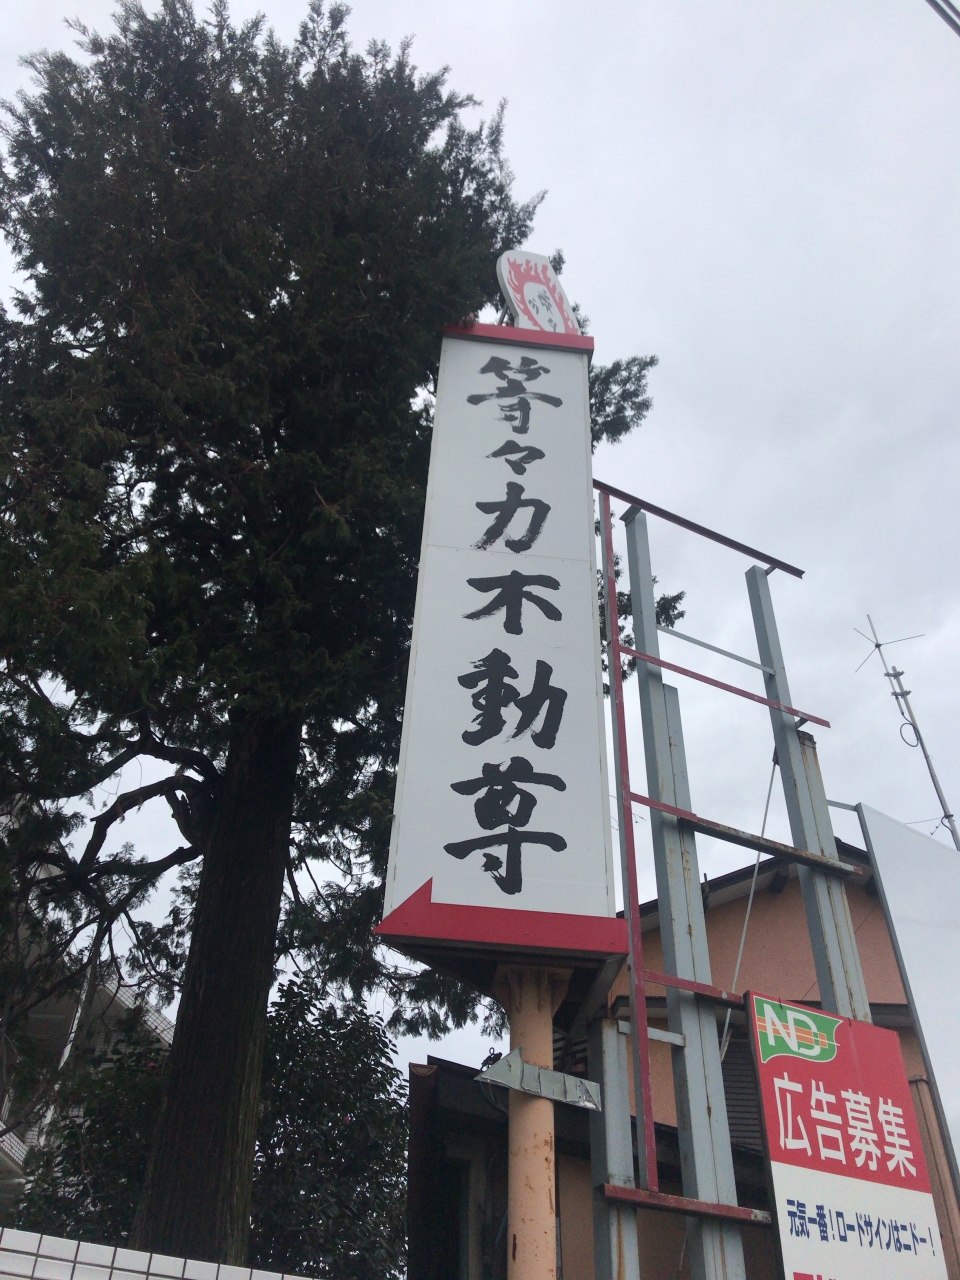 等々力不動尊
ND
広告募集
元気一番!ロードサインはニドー!